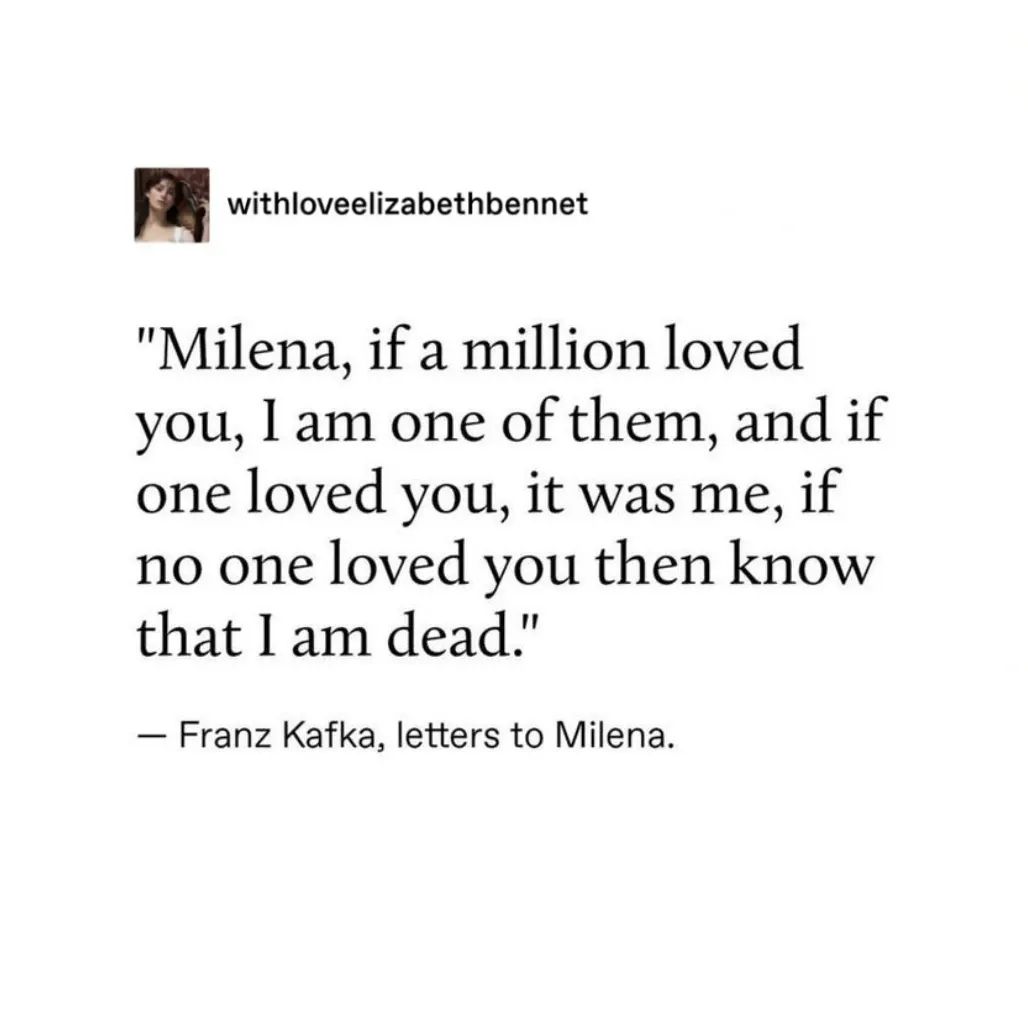 withloveelizabethbennet
"Milena, if a million loved
you, I am one of them, and if
one loved you, it was me, if
no one loved you then know
that I am dead."
— Franz Kafka, letters to Milena.